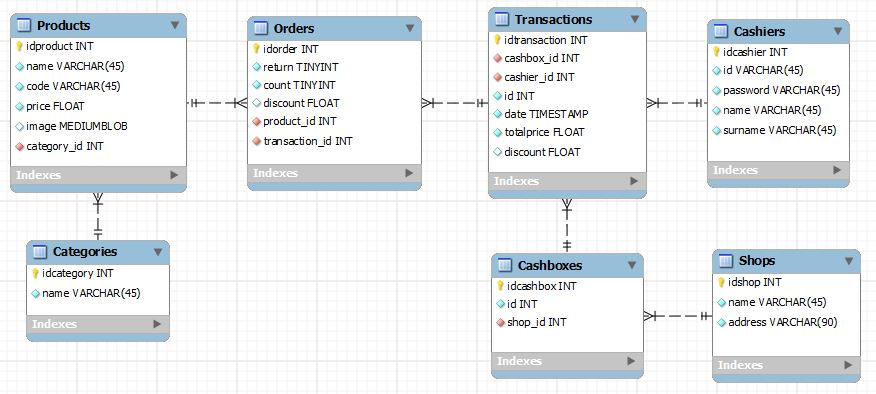 Products
idproduct INT
name VARCHAR(45)
code VARCHAR(45)
price FLOAT
image MEDIUMBLOB
category_id INT
Indexes
Orders
idorder INT
return TINYINT
count TINYINT
discount FLOAT
product_id INT
transaction_id INT
Indexes
Transactions
idtransaction INT
cashbox_id INT
cashier_id INT
id INT
date TIMESTAMP
totalprice FLOAT
discount FLOAT
Indexes
Cashiers
idcashier INT
id VARCHAR(45)
password VARCHAR(45)
name VARCHAR(45)
surname VARCHAR(45)
Indexes
Categories
idcategory INT
name VARCHAR(45)
Indexes
Cashboxes
idcashbox INT
id INT
shop_id INT
Indexes
Shops
idshop INT
name VARCHAR(45)
address VARCHAR(90)
Indexes